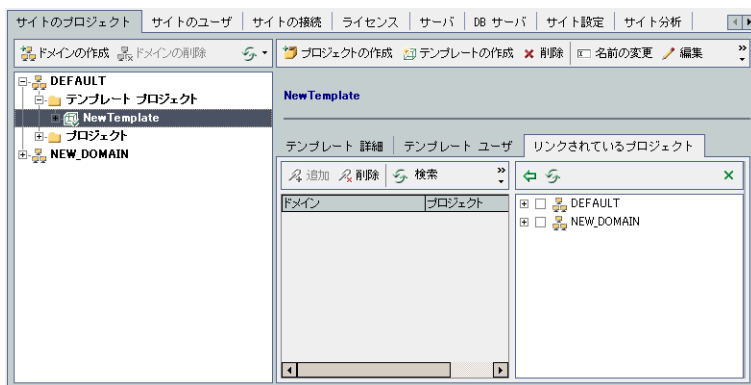 サイトのプロジェクト サイトのユーザ サイトの接続 ライセンス サーバ DB サーバ サイト設定 サイト分析
ドメインの作成 ドメインの削除
プロジェクトの作成 テンプレートの作成 削除 名前の変更 編集
DEFAULT
テンプレート プロジェクト
NewTemplate
プロジェクト
NEW_DOMAIN
NewTemplate
テンプレート 詳細 テンプレート ユーザ リンクされているプロジェクト
追加 削除 検索
ドメイン プロジェクト
DEFAULT
NEW_DOMAIN